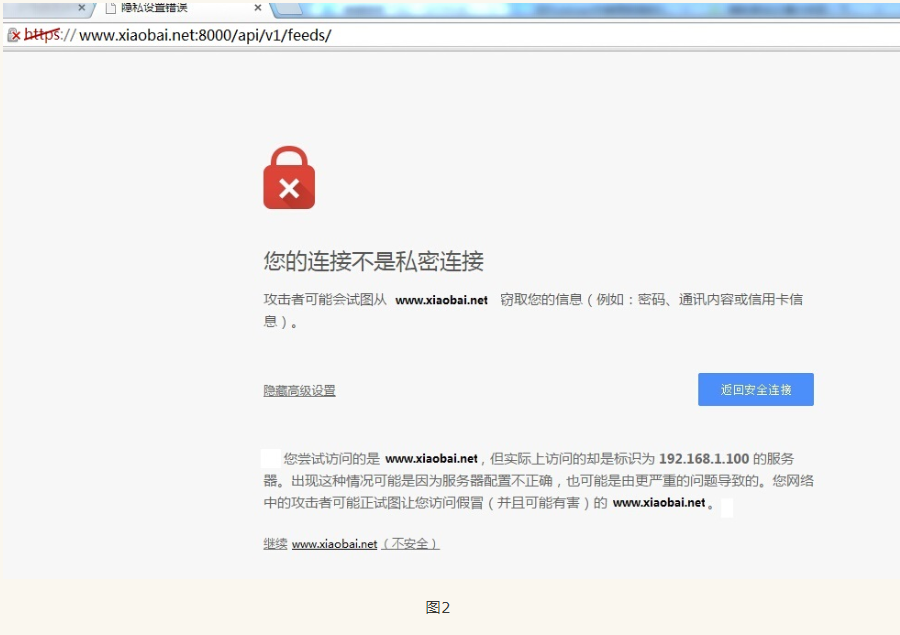 隐私设置错误
https://www.xiaobai.net:8000/api/v1/feeds/
您的连接不是私密连接
攻击者可能会试图从 www.xiaobai.net 窃取您的信息（例如：密码、通讯内容或信用卡信
息）。
隐藏高级设置
返回安全连接
您尝试访问的是 www.xiaobai.net，但实际上访问的却是标识为 192.168.1.100 的服务
器。出现这种情况可能是因为服务器配置不正确，也可能是由更严重的问题导致的。您网络
中的攻击者可能正试图让您访问假冒（并且可能有害）的 www.xiaobai.net。
继续 www.xiaobai.net（不安全）
图2